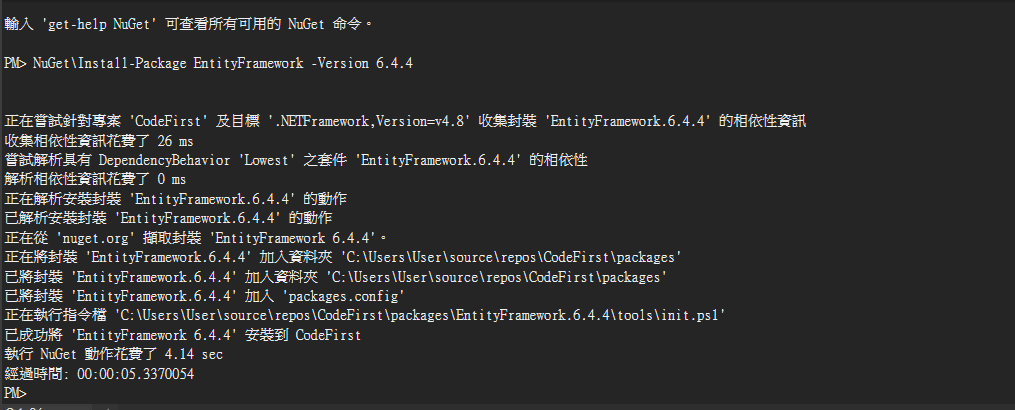 輸入 'get-help NuGet' 可查看所有可用的 NuGet 命令。
PM> NuGet\Install-Package EntityFramework -Version 6.4.4
正在嘗試針對專案 'CodeFirst' 及目標 '.NETFramework,Version=v4.8' 收集封裝 'EntityFramework.6.4.4' 的相依性資訊
收集相依性資訊花費了 26 ms
嘗試解析具有 DependencyBehavior 'Lowest' 之套件 'EntityFramework.6.4.4' 的相依性
解析相依性資訊花費了 0 ms
正在解析安裝封裝 'EntityFramework.6.4.4' 的動作
已解析安裝封裝 'EntityFramework.6.4.4' 的動作
正在從 'nuget.org' 擷取封裝 'EntityFramework 6.4.4'。
正在將封裝 'EntityFramework.6.4.4' 加入資料夾 'C:\Users\User\source\repos\CodeFirst\packages'
已將封裝 'EntityFramework.6.4.4' 加入資料夾 'C:\Users\User\source\repos\CodeFirst\packages'
已將封裝 'EntityFramework.6.4.4' 加入 'packages.config'
正在執行指令檔 'C:\Users\User\source\repos\CodeFirst\packages\EntityFramework.6.4.4\tools\init.ps1'
已成功將 'EntityFramework 6.4.4' 安裝到 CodeFirst
執行 NuGet 動作花費了 4.14 sec
經過時間: 00:00:05.3370054
PM>